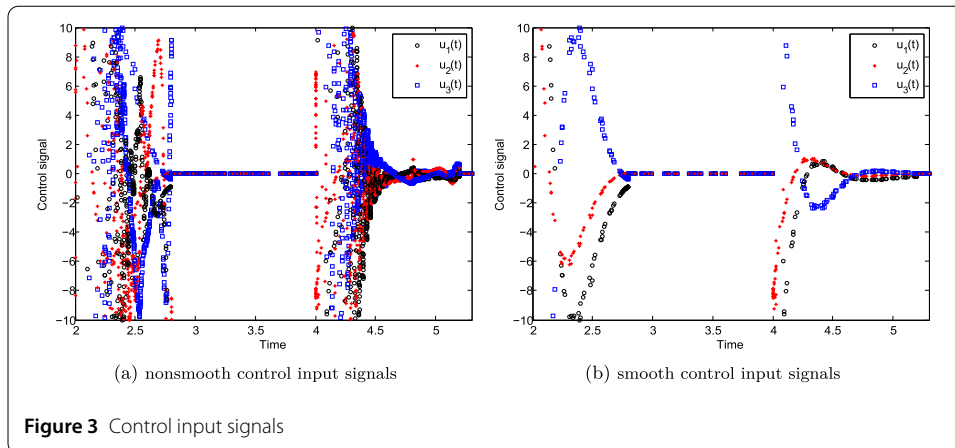 10
8
6
4
2
0
-2
-4
-6
-8
-10
Control signal
2
2.5
3
3.5
4
4.5
5
Time
u1(t)
u2(t)
u3(t)
(a) nonsmooth control input signals
10
8
6
4
2
0
-2
-4
-6
-8
-10
Control signal
2
2.5
3
3.5
4
4.5
5
Time
u1(t)
u2(t)
u3(t)
(b) smooth control input signals
Figure 3 Control input signals